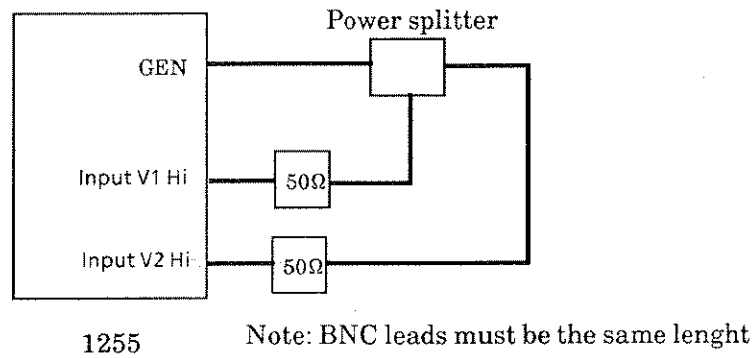 Power splitter
GEN
Input V1 Hi
50Ω
Input V2 Hi
50Ω
1255
Note: BNC leads must be the same lenght